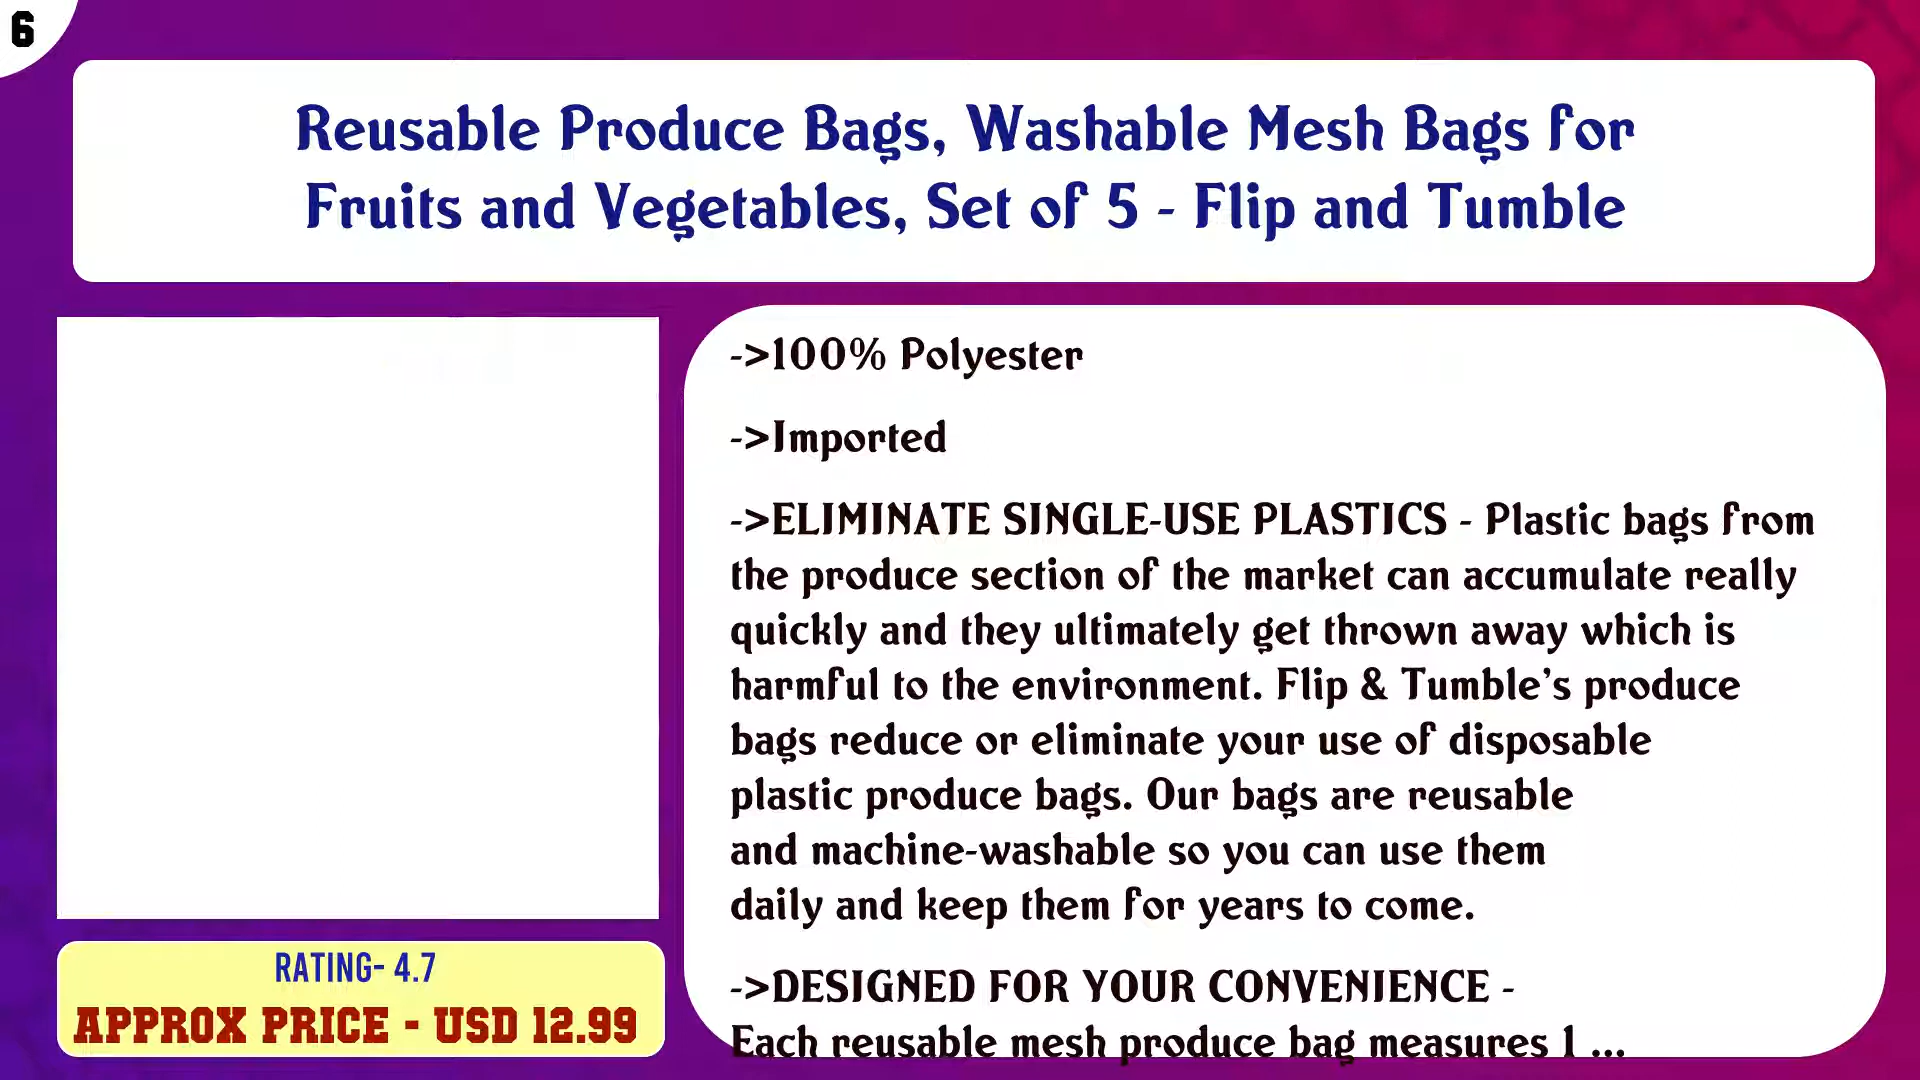 6
Reusable Produce Bags, Washable Mesh Bags for
Fruits and Vegetables, Set of 5 - Flip and Tumble
->100% Polyester
->Imported
->ELIMINATE SINGLE-USE PLASTICS - Plastic bags from
the produce section of the market can accumulate really
quickly and they ultimately get thrown away which is
harmful to the environment. Flip & Tumble’s produce
bags reduce or eliminate your use of disposable
plastic produce bags. Our bags are reusable
and machine-washable so you can use them
daily and keep them for years to come.
->DESIGNED FOR YOUR CONVENIENCE -
Each reusable mesh produce bag measures 1 ...
RATING- 4.7
APPROX PRICE - USD 12.99